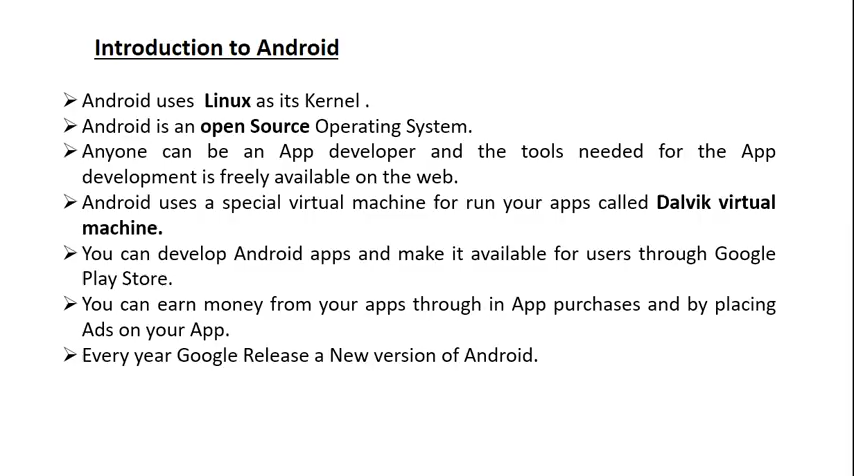 Introduction to Android
➢ Android uses Linux as its Kernel .
➢ Android is an open Source Operating System.
➢ Anyone can be an App developer and the tools needed for the App
development is freely available on the web.
➢ Android uses a special virtual machine for run your apps called Dalvik virtual
machine.
➢ You can develop Android apps and make it available for users through Google
Play Store.
➢ You can earn money from your apps through in App purchases and by placing
Ads on your App.
➢ Every year Google Release a New version of Android.